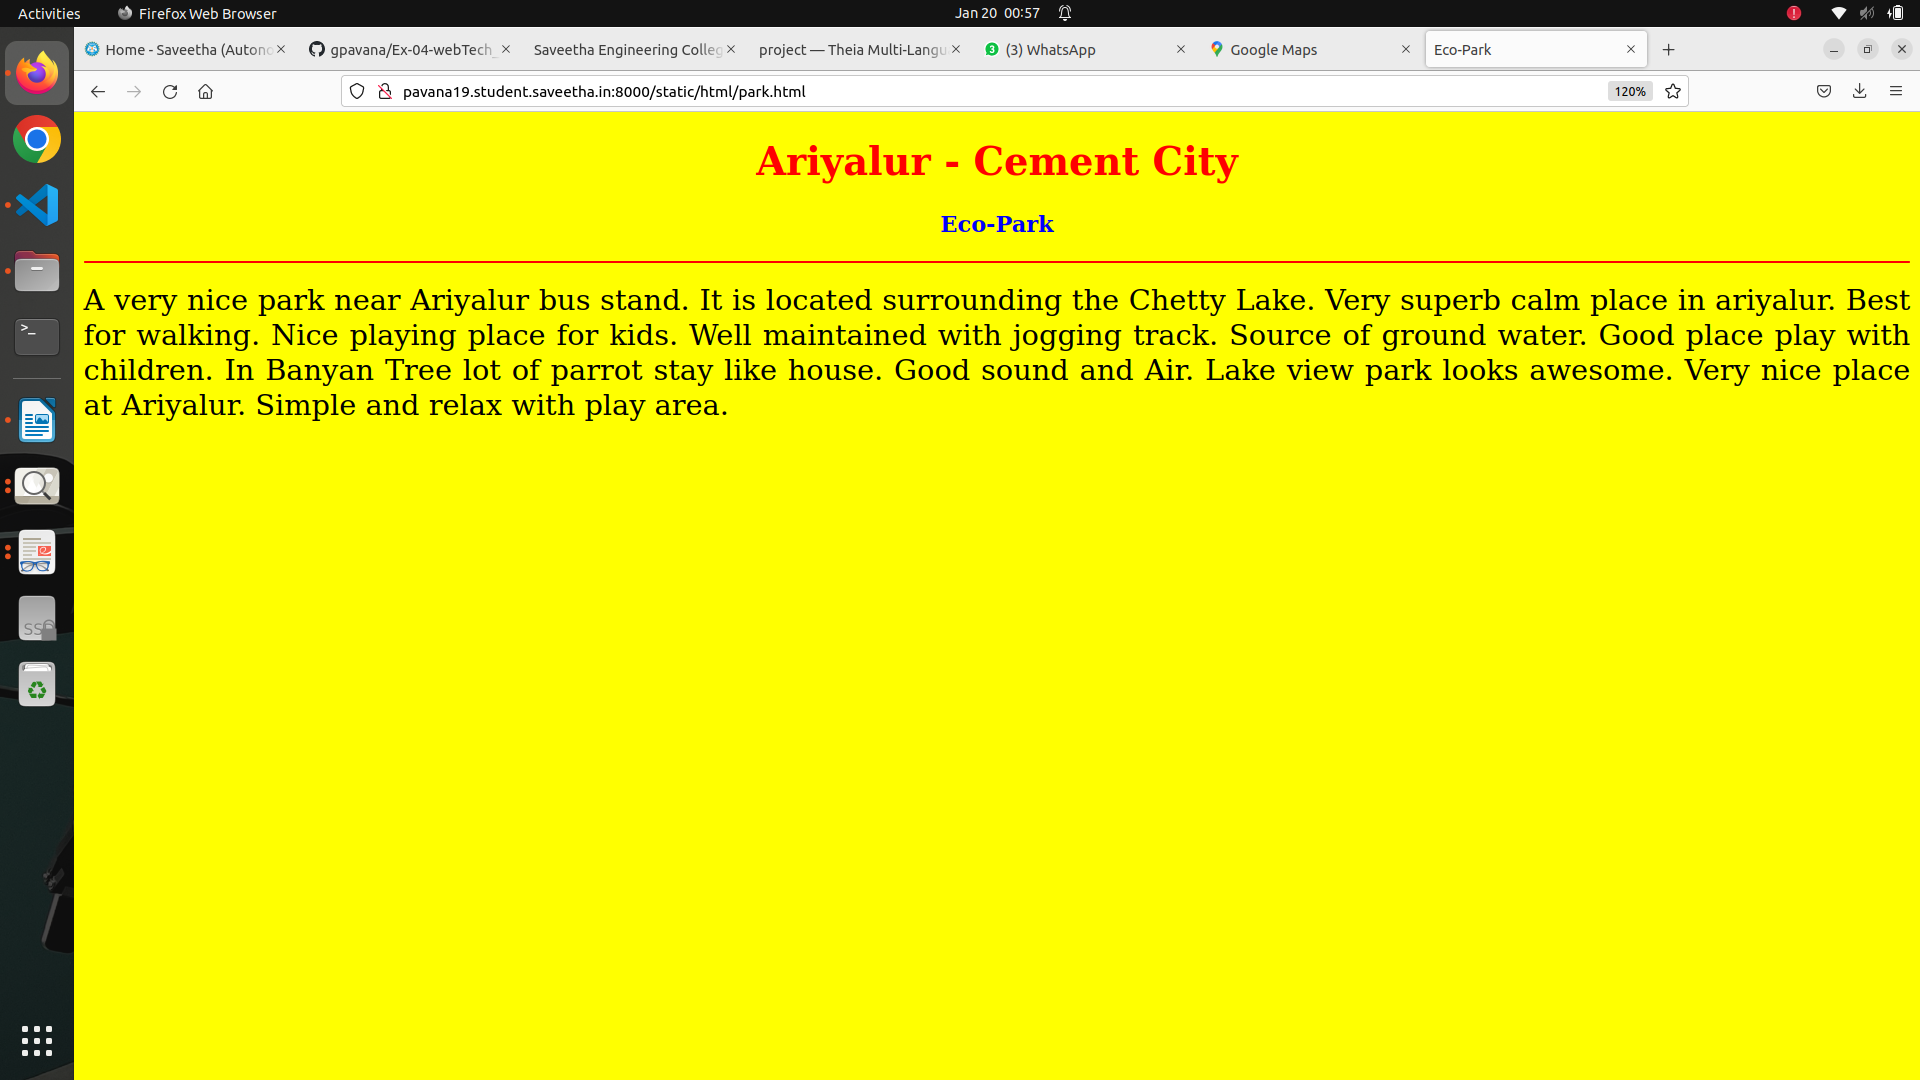 Activities Firefox Web Browser Jan 20 00:57
Home - Saveetha (Autono gpavana/Ex-04-webTech_ Saveetha Engineering Colleg project — Theia Multi-Langu (3) WhatsApp Google Maps Eco-Park
pavana19.student.saveetha.in:8000/static/html/park.html 120%
Ariyalur - Cement City
Eco-Park
A very nice park near Ariyalur bus stand. It is located surrounding the Chetty Lake. Very superb calm place in ariyalur. Best
for walking. Nice playing place for kids. Well maintained with jogging track. Source of ground water. Good place play with
children. In Banyan Tree lot of parrot stay like house. Good sound and Air. Lake view park looks awesome. Very nice place
at Ariyalur. Simple and relax with play area.